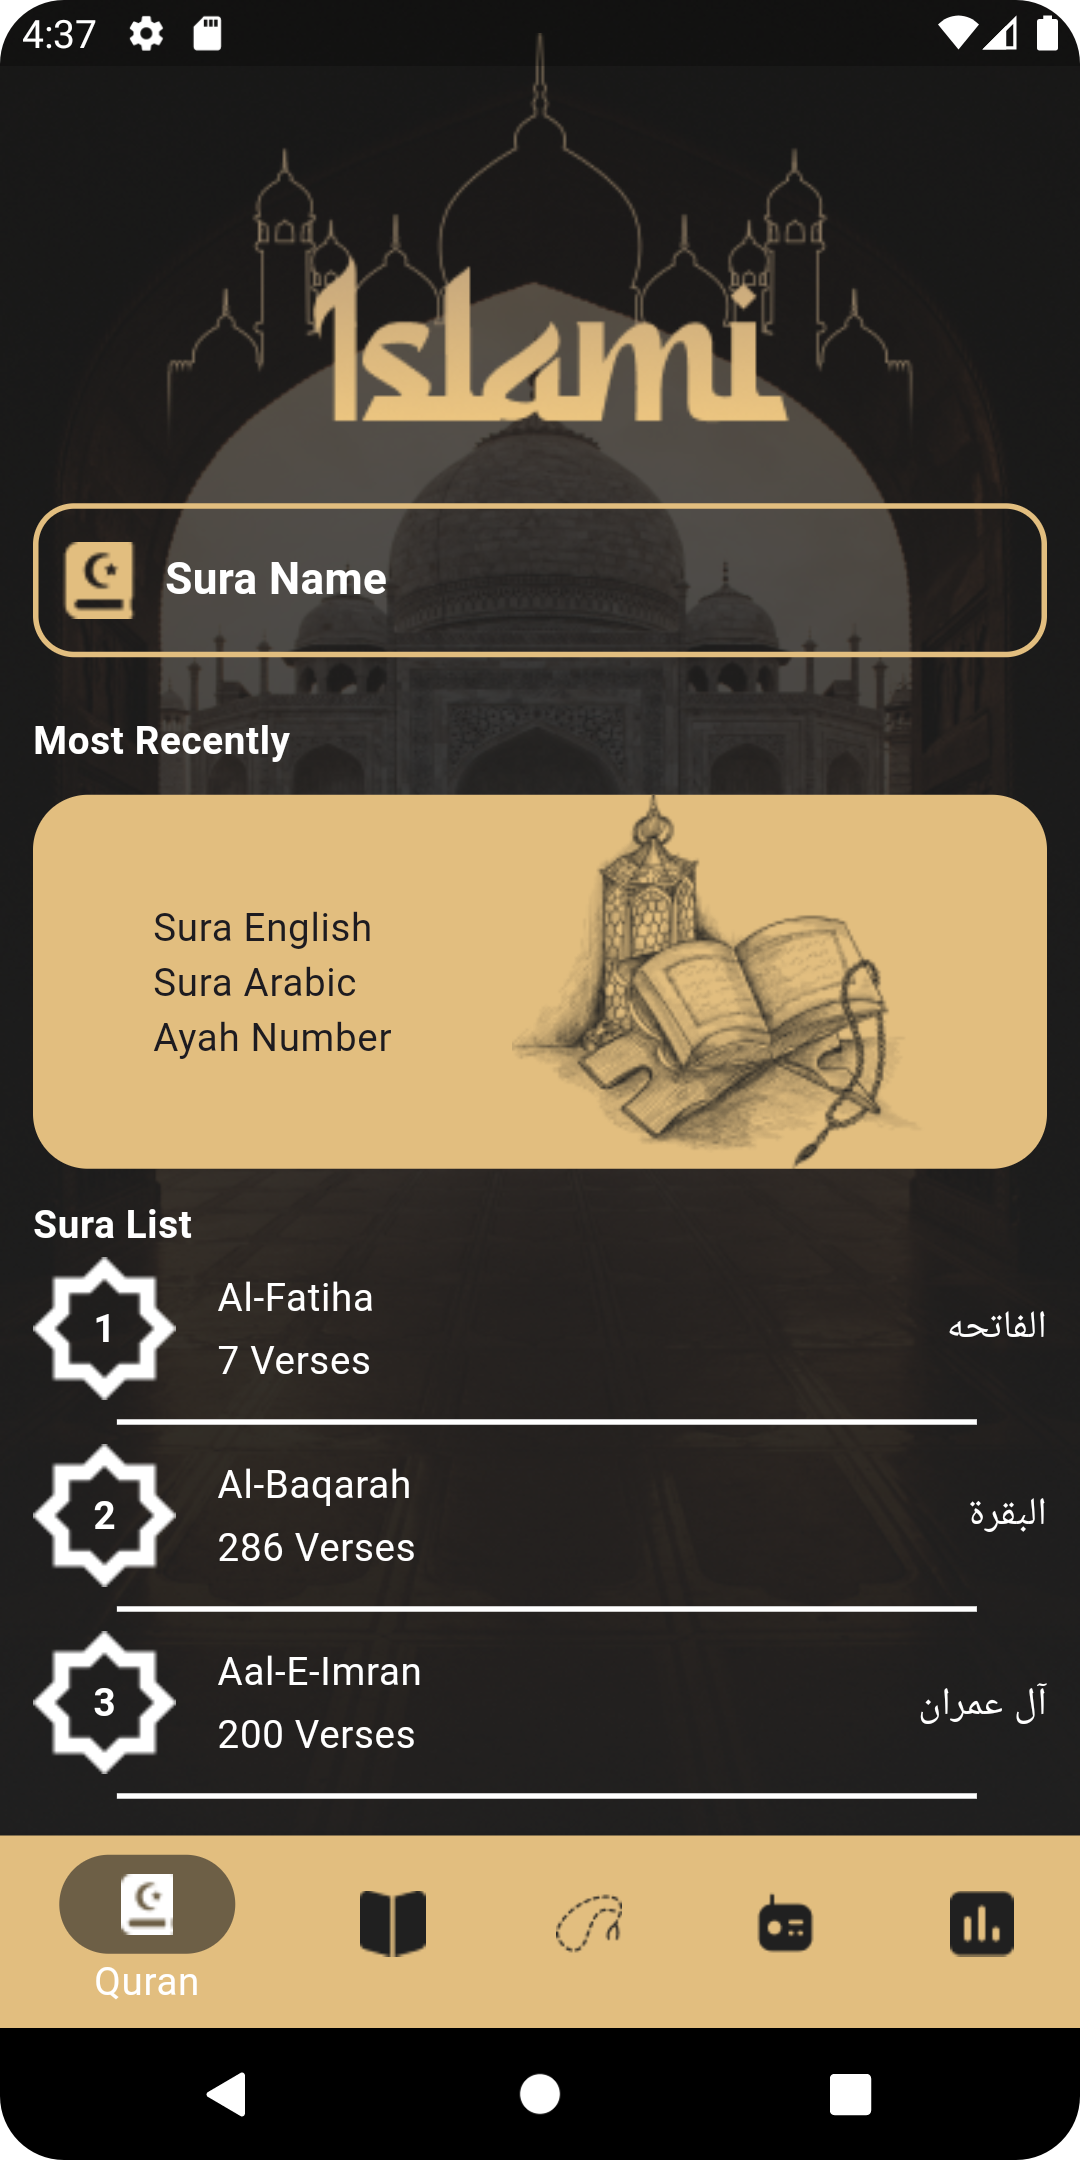 4:37
Islami
Sura Name
Most Recently
Sura English
Sura Arabic
Ayah Number
Sura List
1
Al-Fatiha
7 Verses
الفاتحه
2
Al-Baqarah
286 Verses
البقرة
3
Aal-E-Imran
200 Verses
آل عمران
Quran